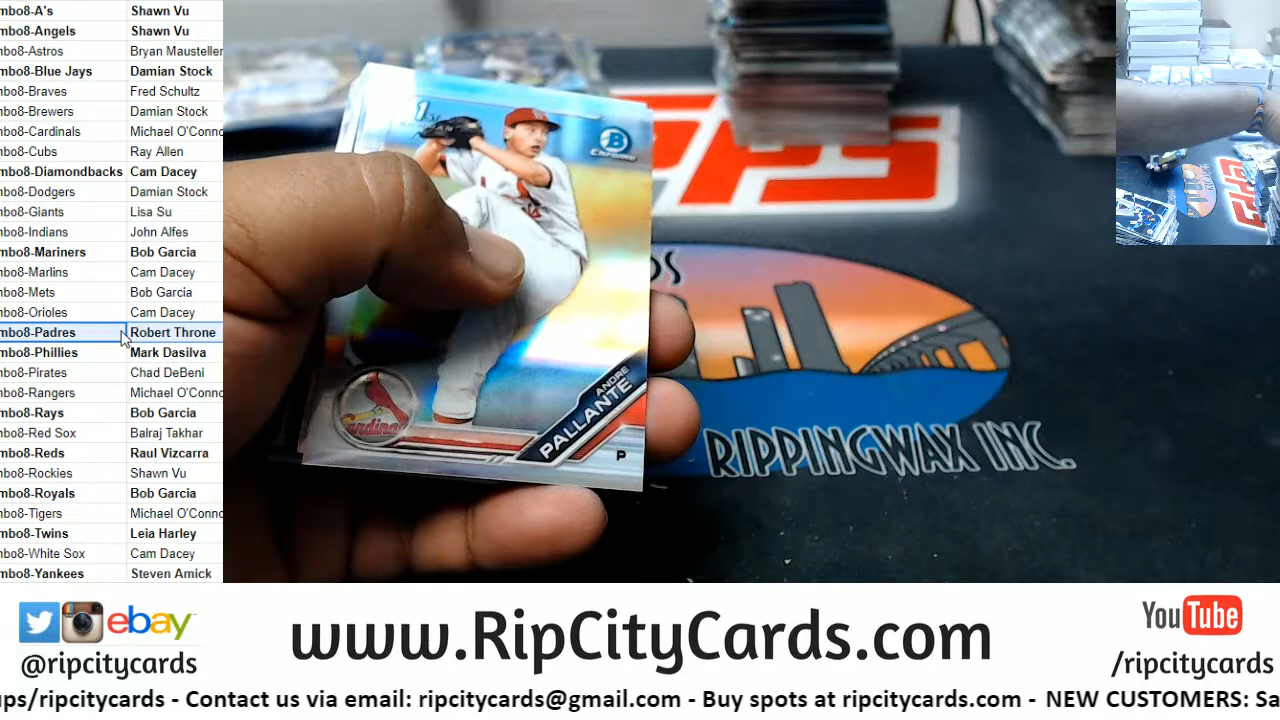 mbo8-A's Shawn Vu
mbo8-Angels Shawn Vu
mbo8-Astros Bryan Mausteller
mbo8-Blue Jays Damian Stock
mbo8-Braves Fred Schultz
mbo8-Brewers Damian Stock
mbo8-Cardinals Michael O'Conno
mbo8-Cubs Ray Allen
mbo8-Diamondbacks Cam Dacey
mbo8-Dodgers Damian Stock
mbo8-Giants Lisa Su
mbo8-Indians John Alfes
mbo8-Mariners Bob Garcia
mbo8-Marlins Cam Dacey
mbo8-Mets Bob Garcia
mbo8-Orioles Cam Dacey
mbo8-Padres Robert Throne
mbo8-Phillies Mark Dasilva
mbo8-Pirates Chad DeBeni
mbo8-Rangers Michael O'Conno
mbo8-Rays Bob Garcia
mbo8-Red Sox Balraj Takhar
mbo8-Reds Raul Vizcarra
mbo8-Rockies Shawn Vu
mbo8-Royals Bob Garcia
mbo8-Tigers Michael O'Conno
mbo8-Twins Leia Harley
mbo8-White Sox Cam Dacey
mbo8-Yankees Steven Amick
1st
B
Chrome
Cardinals
ANDRE
PALLANTE
P
DS
RIPPINGWAX INC.
ebay
@ripcitycards
www.RipCityCards.com
YouTube
/ripcitycards
ups/ripcitycards - Contact us via email: ripcitycards@gmail.com - Buy spots at ripcitycards.com - NEW CUSTOMERS: Sa